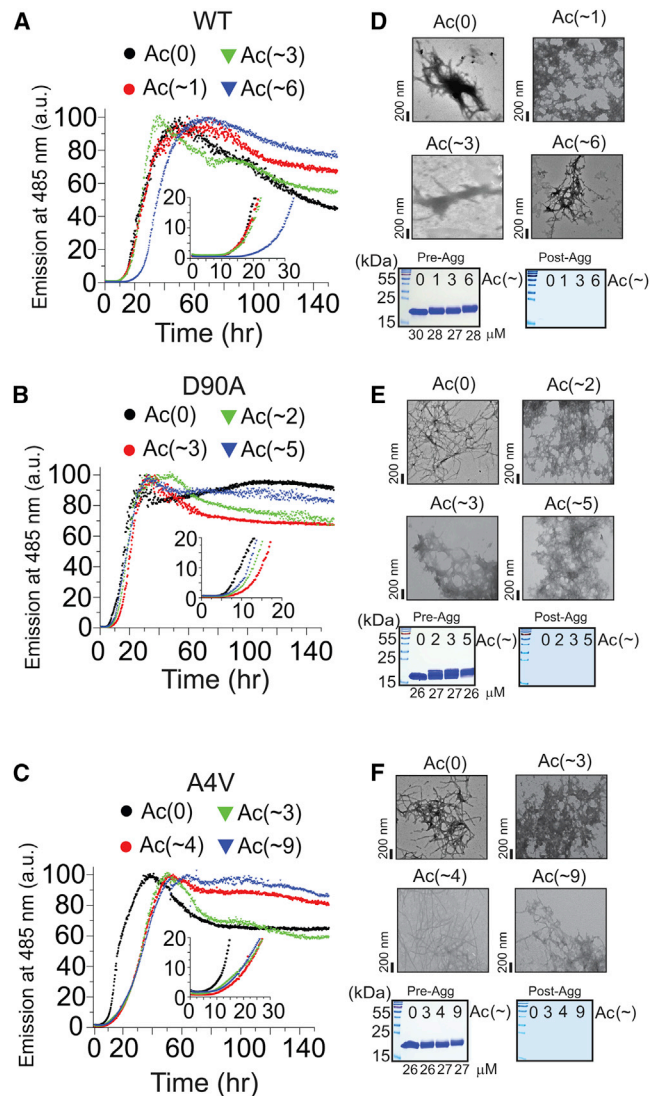 A
WT
Ac(0)
Ac(~3)
Ac(~1)
Ac(~6)
Emission at 485 nm (a.u.)
100
80
60
40
20
0
20
10
0
0 10 20 30
0 20 60 100 140
Time (hr)
D
Ac(0)
Ac(~1)
200 nm
200 nm
Ac(~3)
Ac(~6)
200 nm
200 nm
(kDa)
Pre-Agg
Post-Agg
55
25
15
0 1 3 6 Ac(~)
0 1 3 6 Ac(~)
30 28 27 28 μM
B
D90A
Ac(0)
Ac(~2)
Ac(~3)
Ac(~5)
Emission at 485 nm (a.u.)
100
80
60
40
20
0
20
10
0
0 10 20
0 20 60 100 140
Time (hr)
E
Ac(0)
Ac(~2)
200 nm
200 nm
Ac(~3)
Ac(~5)
200 nm
200 nm
(kDa)
Pre-Agg
Post-Agg
55
25
15
0 2 3 5 Ac(~)
0 2 3 5 Ac(~)
26 27 27 26 μM
C
A4V
Ac(0)
Ac(~3)
Ac(~4)
Ac(~9)
Emission at 485 nm (a.u.)
100
80
60
40
20
0
20
10
0
0 10 20 30
0 20 60 100 140
Time (hr)
F
Ac(0)
Ac(~3)
200 nm
200 nm
Ac(~4)
Ac(~9)
200 nm
200 nm
(kDa)
Pre-Agg
Post-Agg
55
25
15
0 3 4 9 Ac(~)
0 3 4 9 Ac(~)
26 26 27 27 μM